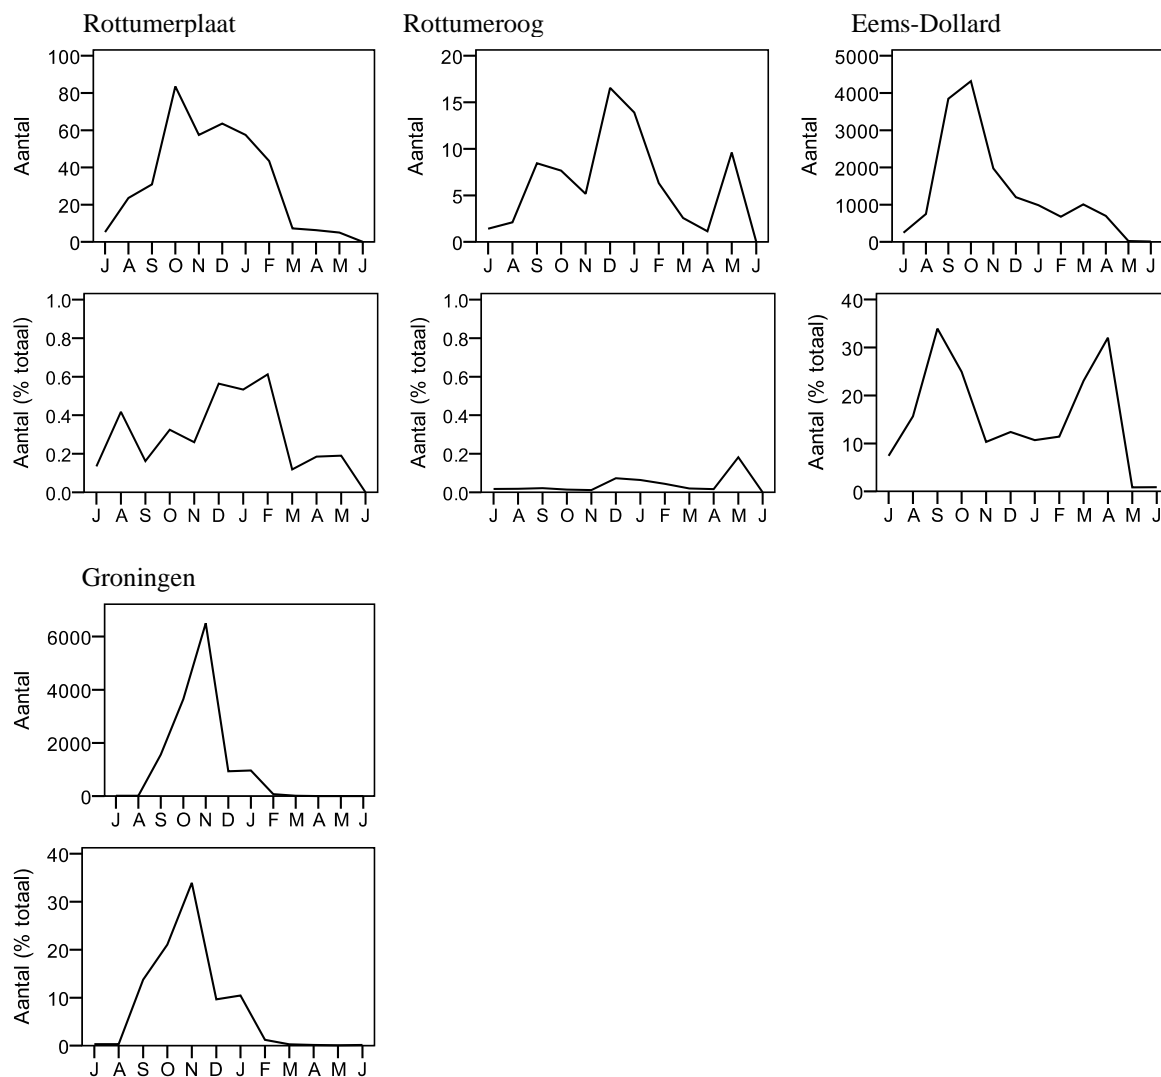 Rottumerplaat
Rottumeroog
Eems-Dollard
Aantal
100
80
60
40
20
0
J A S O N D J F M A M J
Aantal
20
15
10
5
0
J A S O N D J F M A M J
Aantal
5000
4000
3000
2000
1000
0
J A S O N D J F M A M J
Aantal (% totaal)
1.0
0.8
0.6
0.4
0.2
0.0
J A S O N D J F M A M J
Aantal (% totaal)
1.0
0.8
0.6
0.4
0.2
0.0
J A S O N D J F M A M J
Aantal (% totaal)
40
30
20
10
0
J A S O N D J F M A M J
Groningen
Aantal
6000
4000
2000
0
J A S O N D J F M A M J
Aantal (% totaal)
40
30
20
10
0
J A S O N D J F M A M J